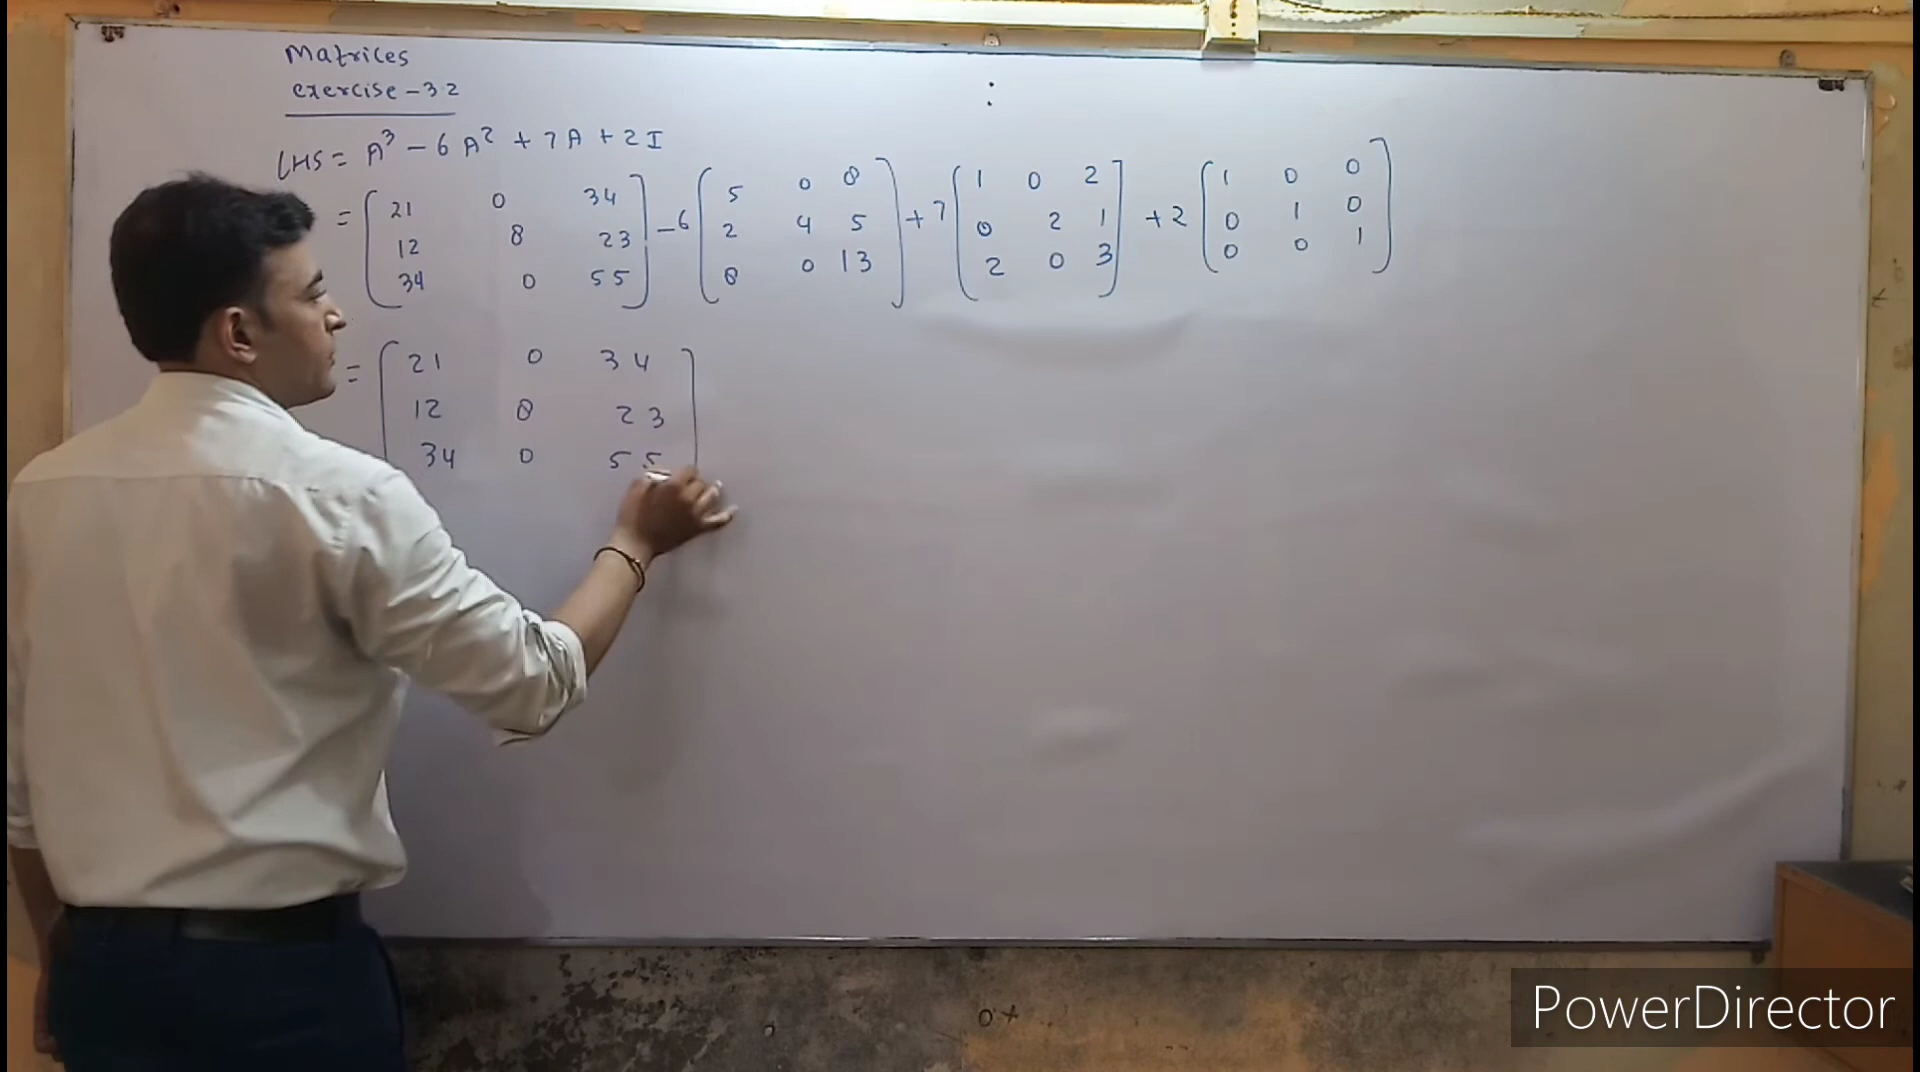 Matrices
exercise-3.2
LHS = A³ - 6A² + 7A + 2I
= [21 0 34] -6 [5 0 8] +7 [1 0 2] +2 [1 0 0]
[12 8 23] [2 4 5] [0 2 1] [0 1 0]
[34 0 55] [8 0 13] [2 0 3] [0 0 1]
= [21 0 34]
[12 8 23]
[34 0 55]
PowerDirector